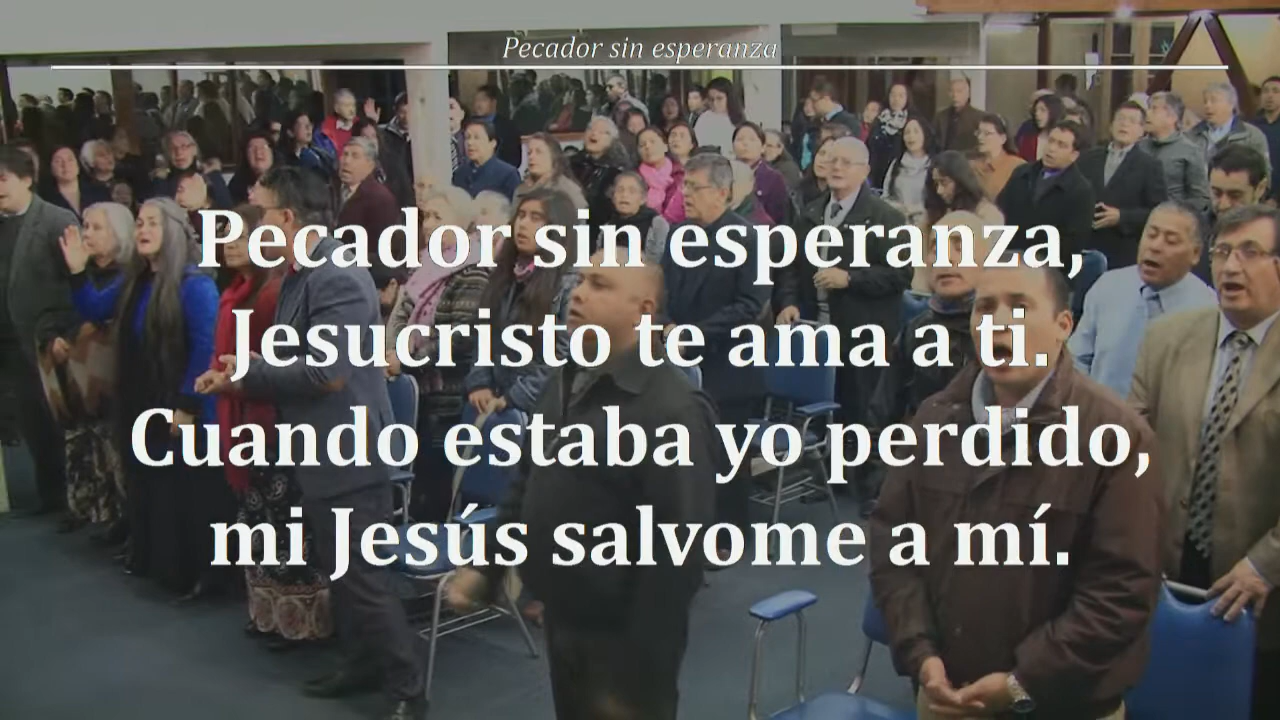 Pecador sin esperanza
Pecador sin esperanza,
Jesucristo te ama a ti.
Cuando estaba yo perdido,
mi Jesús salvome a mí.